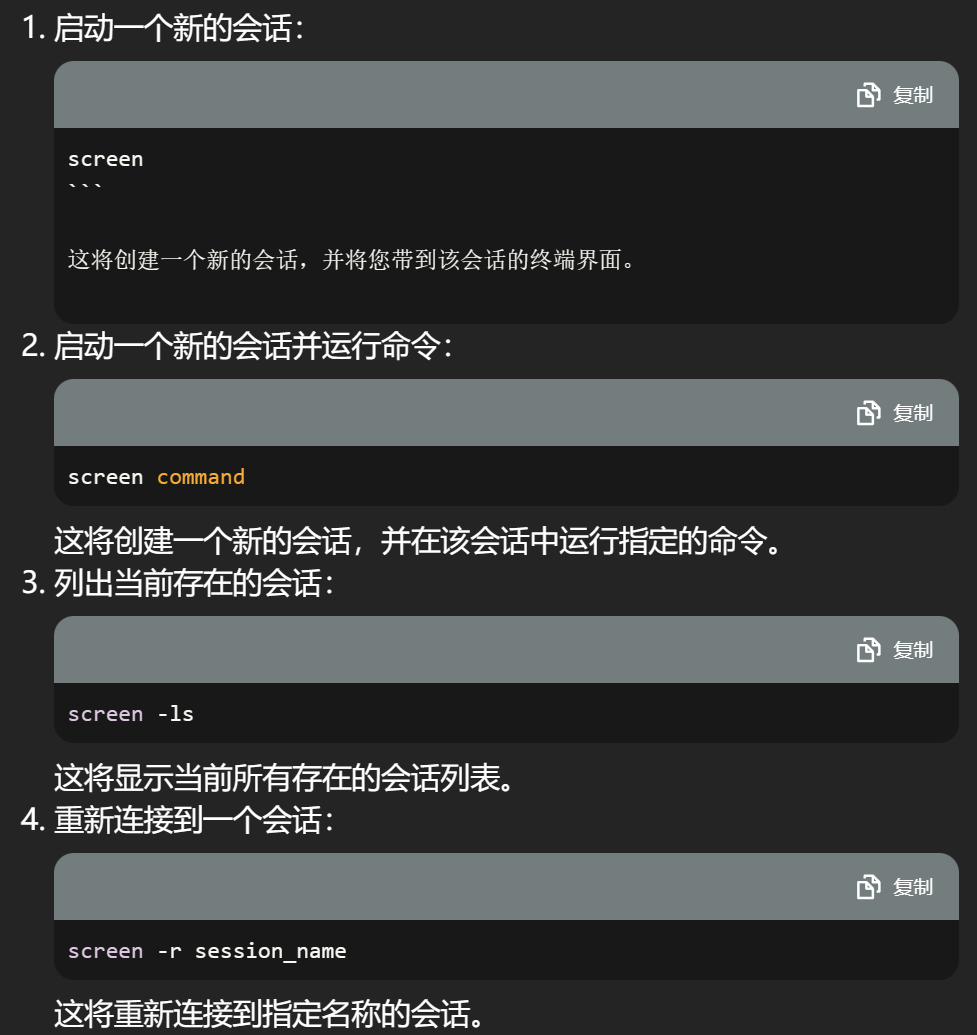 1. 启动一个新的会话：
复制
screen
```
这将创建一个新的会话，并将您带到该会话的终端界面。
2. 启动一个新的会话并运行命令：
复制
screen command
这将创建一个新的会话，并在该会话中运行指定的命令。
3. 列出当前存在的会话：
复制
screen -ls
这将显示当前所有存在的会话列表。
4. 重新连接到一个会话：
复制
screen -r session_name
这将重新连接到指定名称的会话。